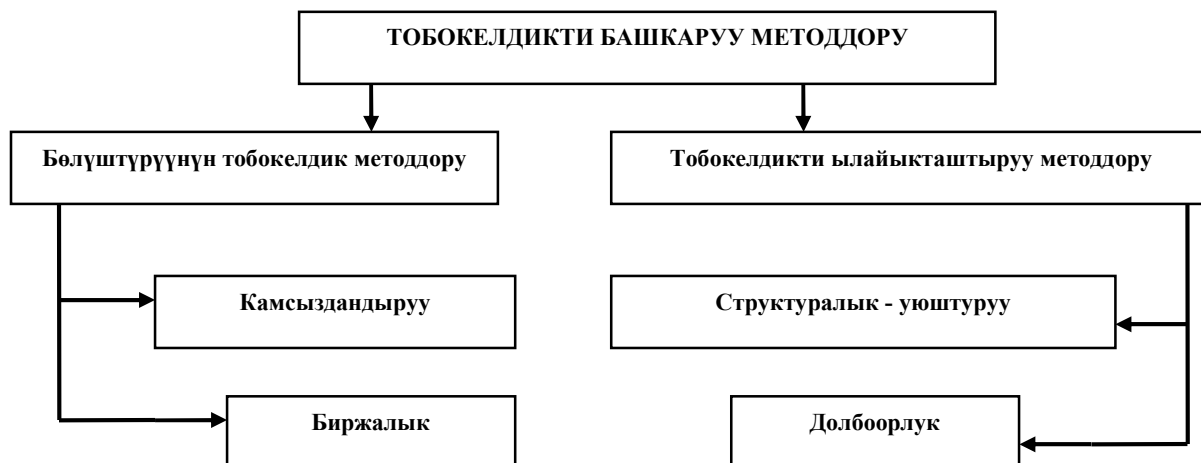 ТОБОКЕЛДИКТИ БАШКАРУУ МЕТОДДОРУ
Бөлүштүрүүнүн тобокелдик методдору
Тобокелдикти ылайыкташтыруу методдору
Камсыздандыруу
Структуралык - уюштуруу
Биржалык
Долбоорлук